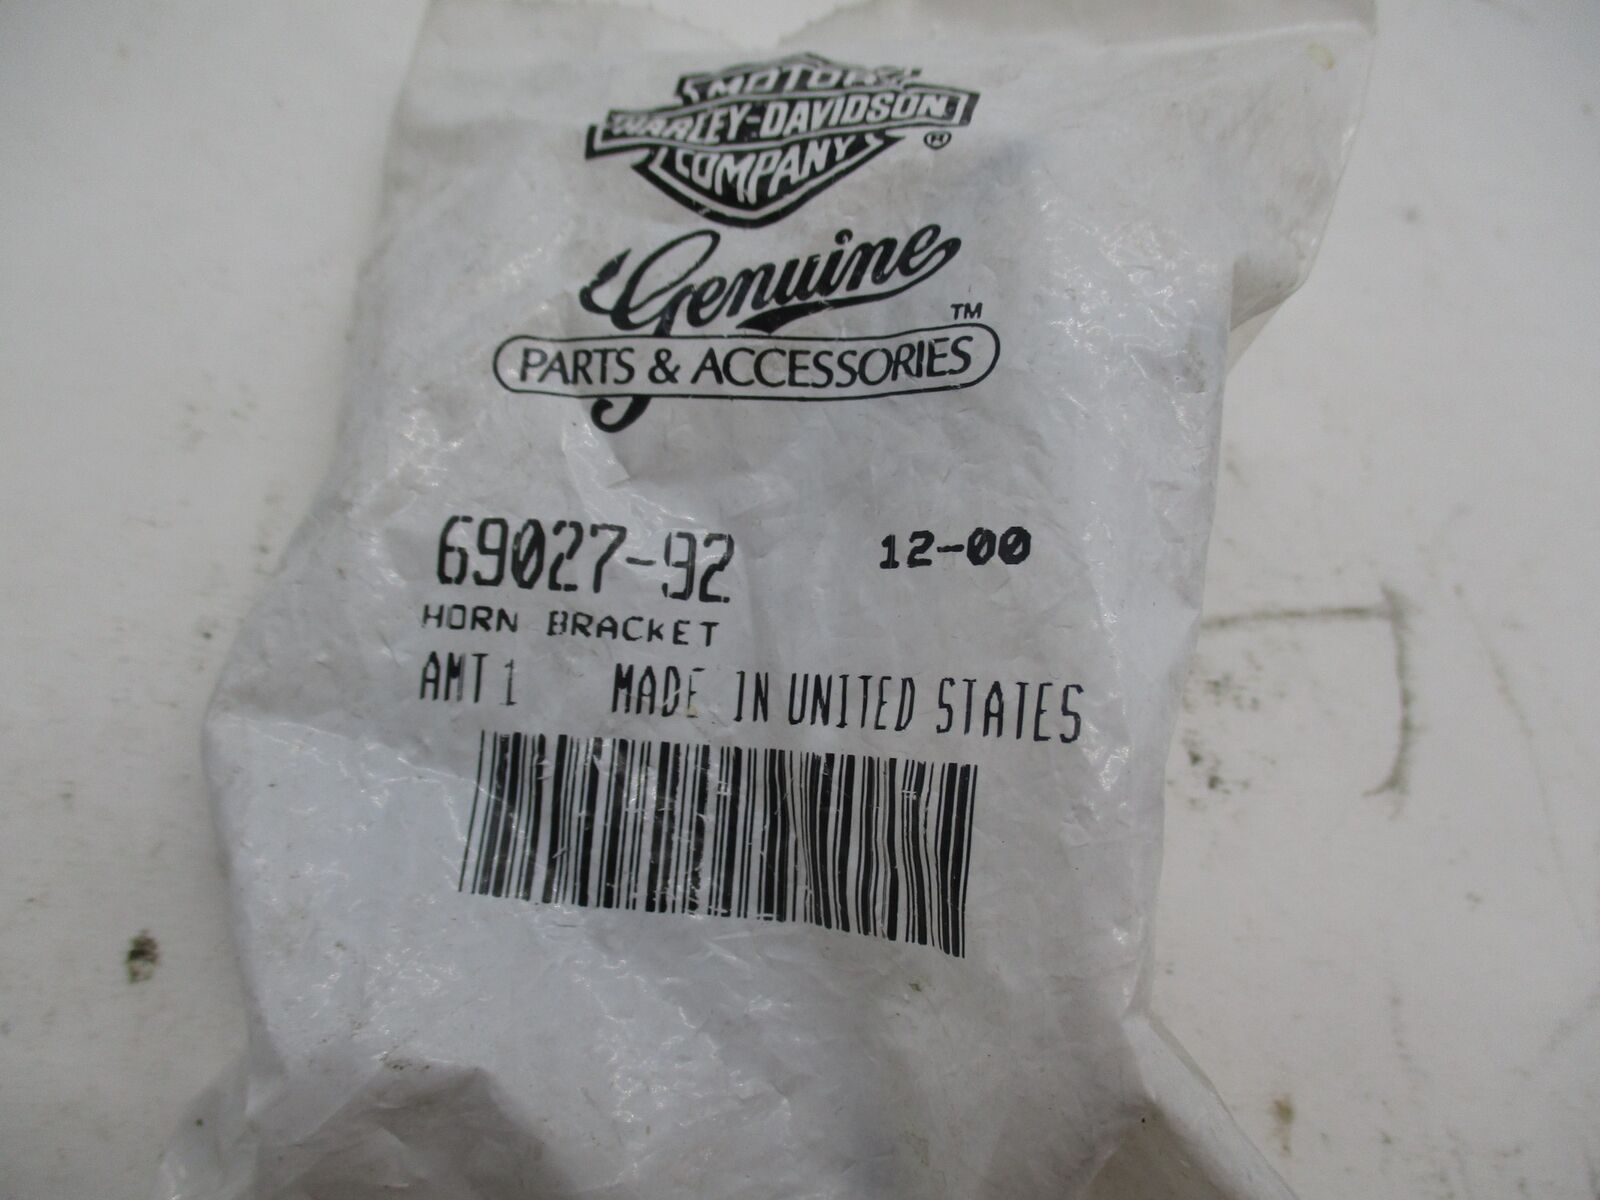 MOTOR
HARLEY-DAVIDSON
COMPANY ®
Genuine
PARTS & ACCESSORIES ™
69027-92 12-00
HORN BRACKET
AMT 1 MADE IN UNITED STATES